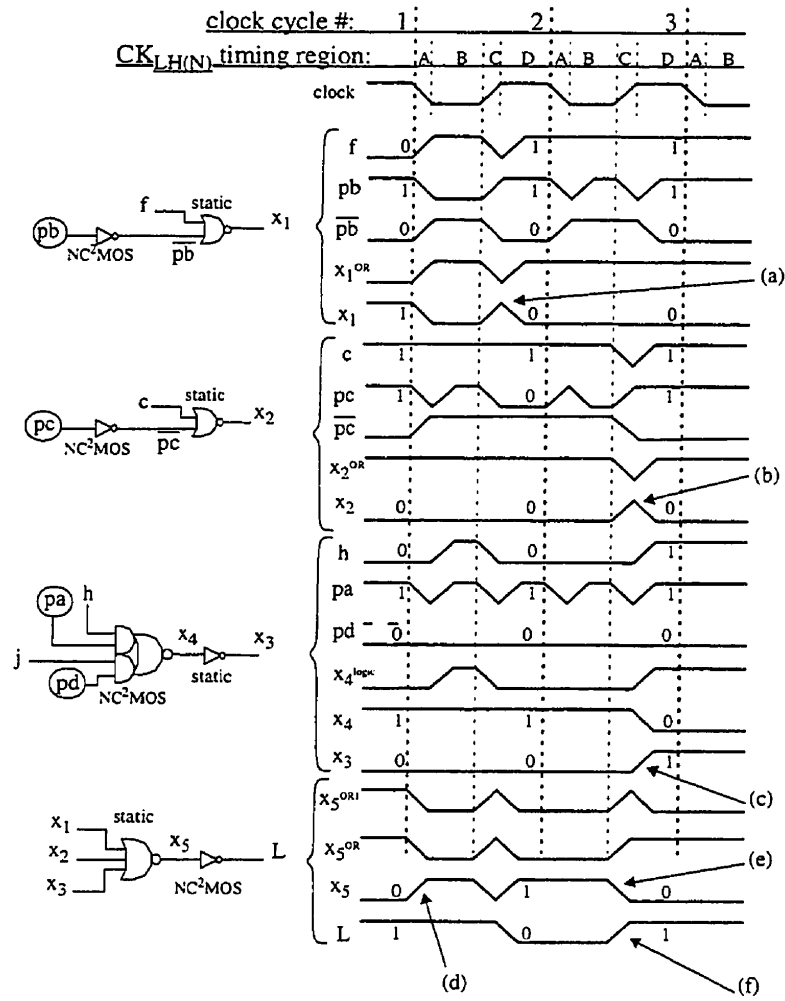 clock cycle #: 1 2 3
CKLH(N) timing region: A B C D A B C D A B
clock
f 0 1 1
pb 1 1 1
pb 0 0 0
x1OR
x1 1 0 0
(a)
f static
pb x1
NC2MOS pb
c 1 1 1
pc 1 0 1
pc
x2OR
x2 0 0 0
(b)
c static
pc x2
NC2MOS pc
h 0 0 1
pa 1 1 1
pd 0 0 0
x4logic
x4 1 1 0
x3 0 0 1
(c)
pa h
x4 x3
j static
pd NC2MOS
x5OR1
x5OR
x5 0 1 0
L 1 0 1
(e)
(d)
(f)
static
x1
x2 x5 L
x3 NC2MOS